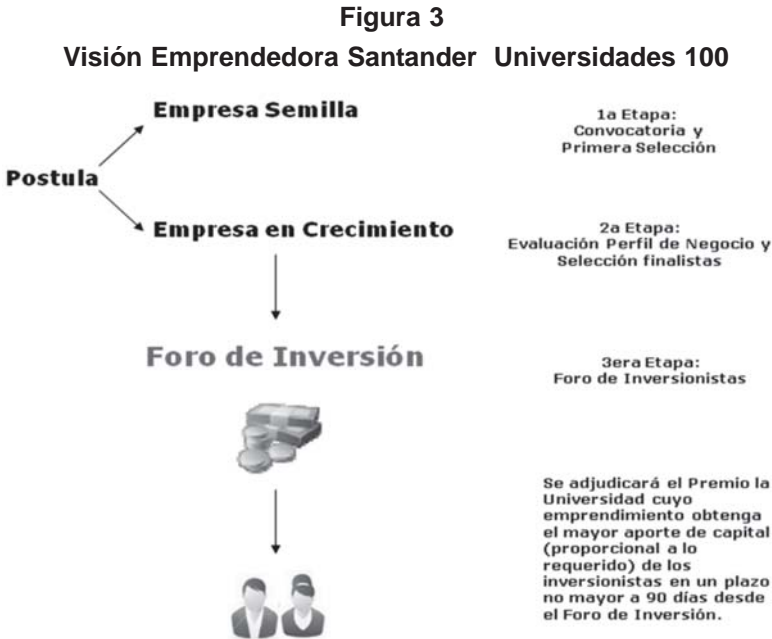 Figura 3
Visión Emprendedora Santander Universidades 100
Empresa Semilla
1a Etapa:
Convocatoria y
Primera Selección
Postula
Empresa en Crecimiento
2a Etapa:
Evaluación Perfil de Negocio y
Selección finalistas
Foro de Inversión
3era Etapa:
Foro de Inversionistas
Se adjudicará el Premio la
Universidad cuyo
emprendimiento obtenga
el mayor aporte de capital
(proporcional a lo
requerido) de los
inversionistas en un plazo
no mayor a 90 días desde
el Foro de Inversión.